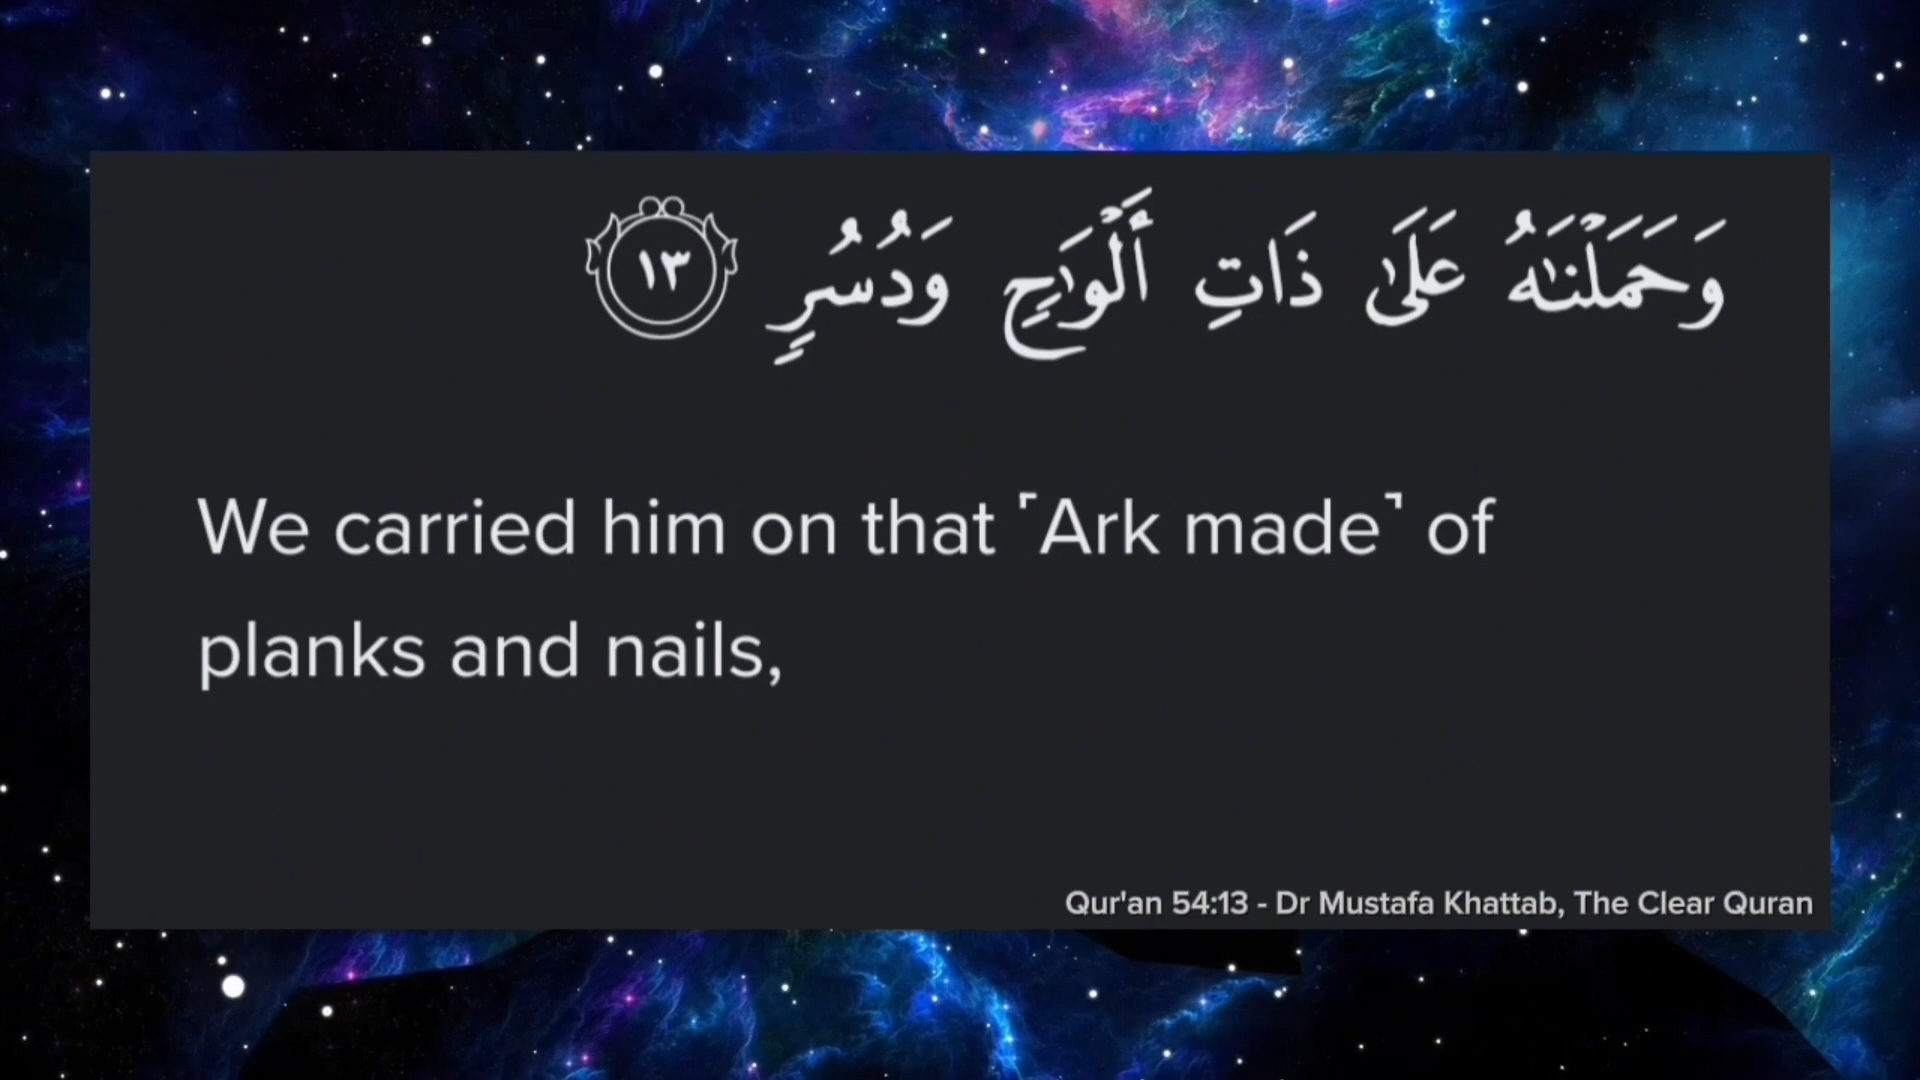 وَحَمَلْنَـٰهُ عَلَىٰ ذَاتِ أَلْوَٰحٍ وَدُسُرٍ ١٣
We carried him on that ˹Ark made˺ of
planks and nails,
Qur'an 54:13 - Dr Mustafa Khattab, The Clear Quran